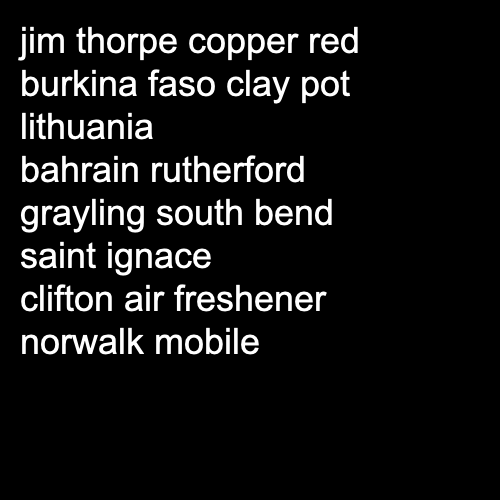 jim thorpe copper red
burkina faso clay pot
lithuania
bahrain rutherford
grayling south bend
saint ignace
clifton air freshener
norwalk mobile